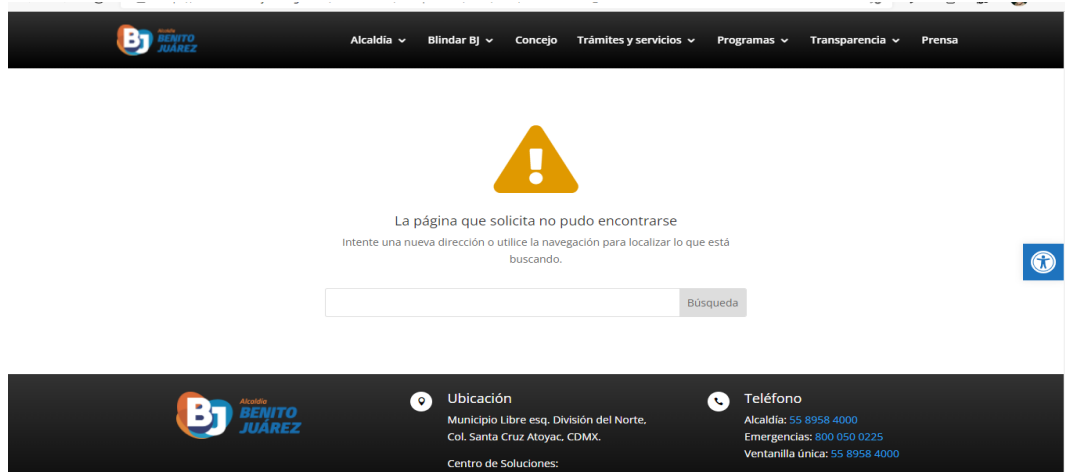 Alcaldía
BENITO
JUÁREZ
Alcaldía Blindar BJ Concejo Trámites y servicios Programas Transparencia Prensa
La página que solicita no pudo encontrarse
Intente una nueva dirección o utilice la navegación para localizar lo que está
buscando.
Búsqueda
BJ
Alcaldía
BENITO
JUÁREZ
Ubicación
Municipio Libre esq. División del Norte,
Col. Santa Cruz Atoyac, CDMX.
Centro de Soluciones:
Teléfono
Alcaldía: 55 8958 4000
Emergencias: 800 050 0225
Ventanilla única: 55 8958 4000